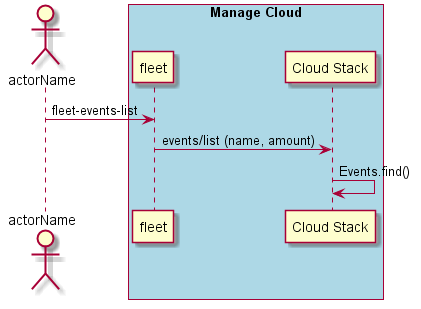 Manage Cloud
actorName
fleet
Cloud Stack
fleet-events-list
events/list (name, amount)
Events.find()
actorName
fleet
Cloud Stack